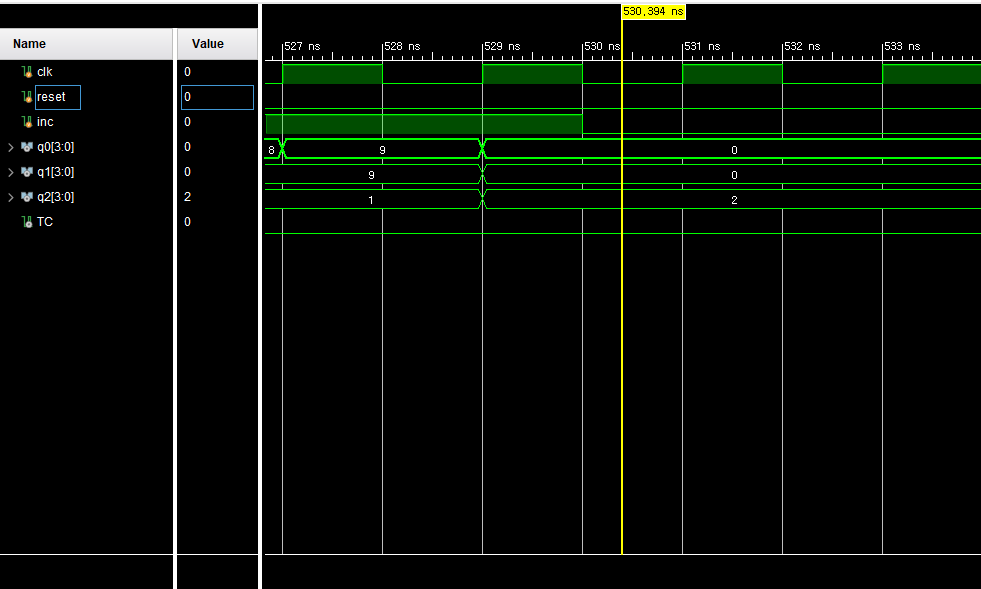 530,394 ns
Name Value
527 ns 528 ns 529 ns 530 ns 531 ns 532 ns 533 ns
clk 0
reset 0
inc 0
q0[3:0] 0 8 9 0
q1[3:0] 0 9 0
q2[3:0] 2 1 2
TC 0